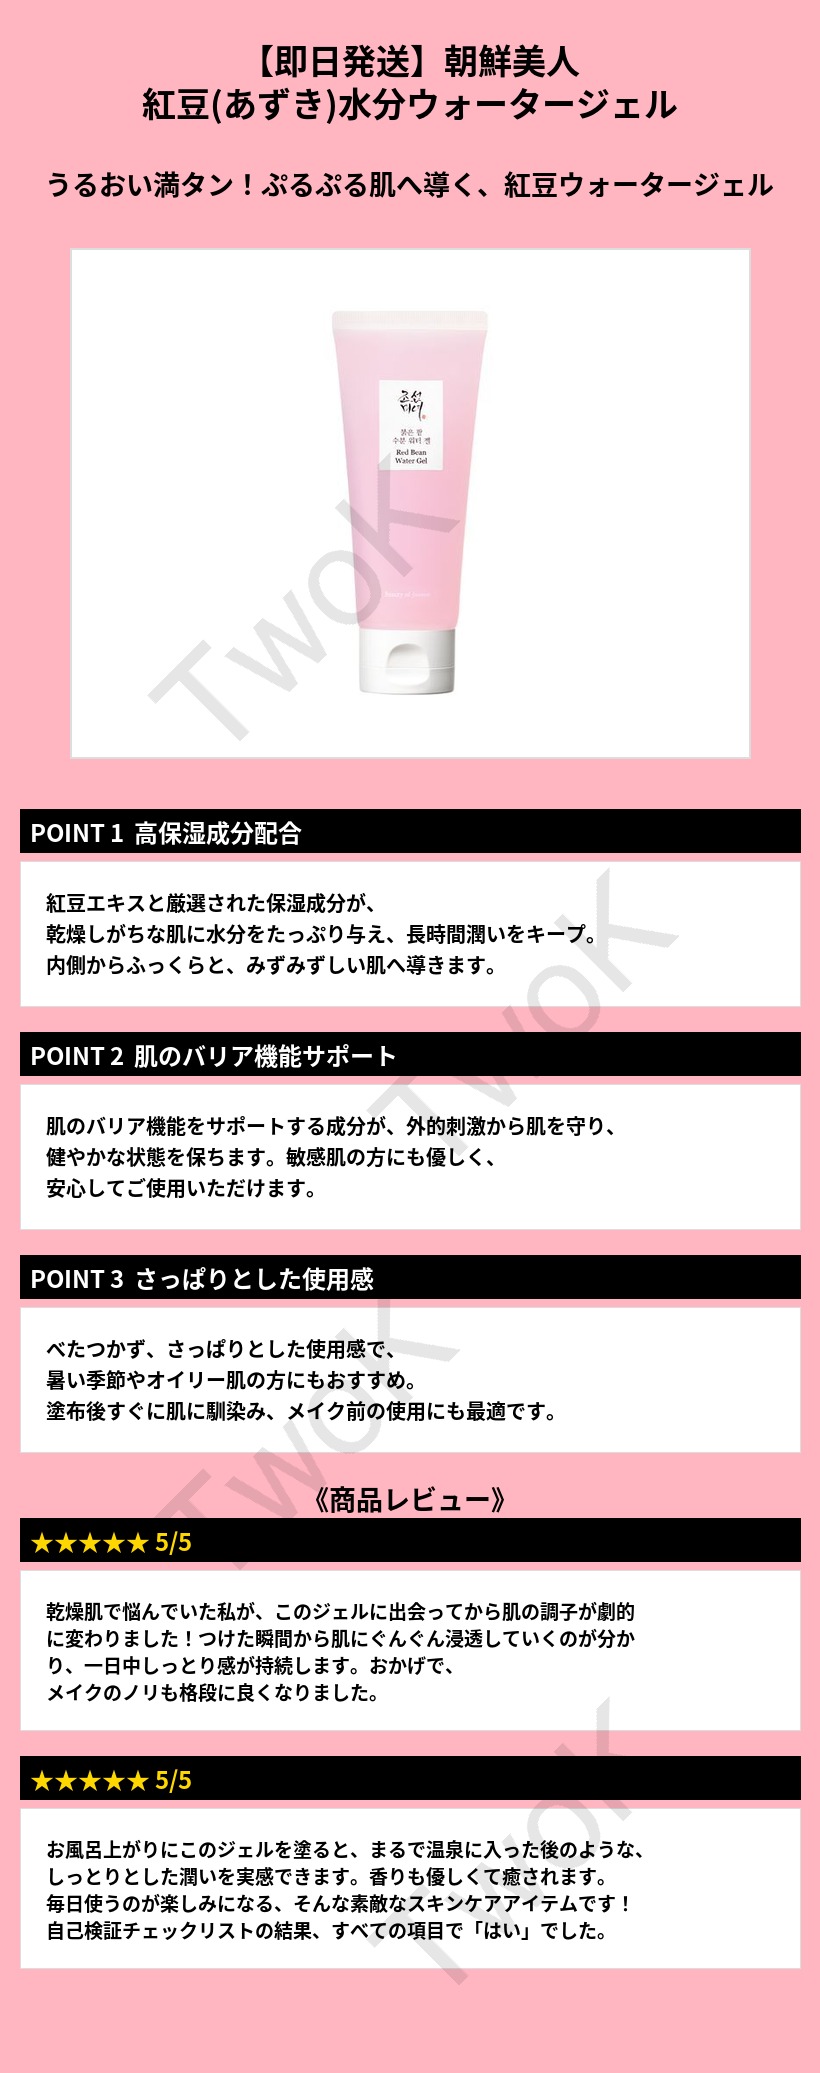 【即日発送】朝鮮美人
紅豆(あずき)水分ウォータージェル
うるおい満タン！ぷるぷる肌へ導く、紅豆ウォータージェル
조선
미녀
붉은 팥
수분 워터 겔
Red Bean
Water Gel
Beauty of Joseon
TwoK
POINT 1 高保湿成分配合
紅豆エキスと厳選された保湿成分が、
乾燥しがちな肌に水分をたっぷり与え、長時間潤いをキープ。
内側からふっくらと、みずみずしい肌へ導きます。
TwoK
POINT 2 肌のバリア機能サポート
肌のバリア機能をサポートする成分が、外的刺激から肌を守り、
健やかな状態を保ちます。敏感肌の方にも優しく、
安心してご使用いただけます。
POINT 3 さっぱりとした使用感
べたつかず、さっぱりとした使用感で、
暑い季節やオイリー肌の方にもおすすめ。
塗布後すぐに肌に馴染み、メイク前の使用にも最適です。
TwoK
《商品レビュー》
★★★★★ 5/5
乾燥肌で悩んでいた私が、このジェルに出会ってから肌の調子が劇的
に変わりました！つけた瞬間から肌にぐんぐん浸透していくのが分か
り、一日中しっとり感が持続します。おかげで、
メイクのノリも格段に良くなりました。
★★★★★ 5/5
お風呂上がりにこのジェルを塗ると、まるで温泉に入った後のような、
しっとりとした潤いを実感できます。香りも優しくて癒されます。
毎日使うのが楽しみになる、そんな素敵なスキンケアアイテムです！
自己検証チェックリストの結果、すべての項目で「はい」でした。
TwoK